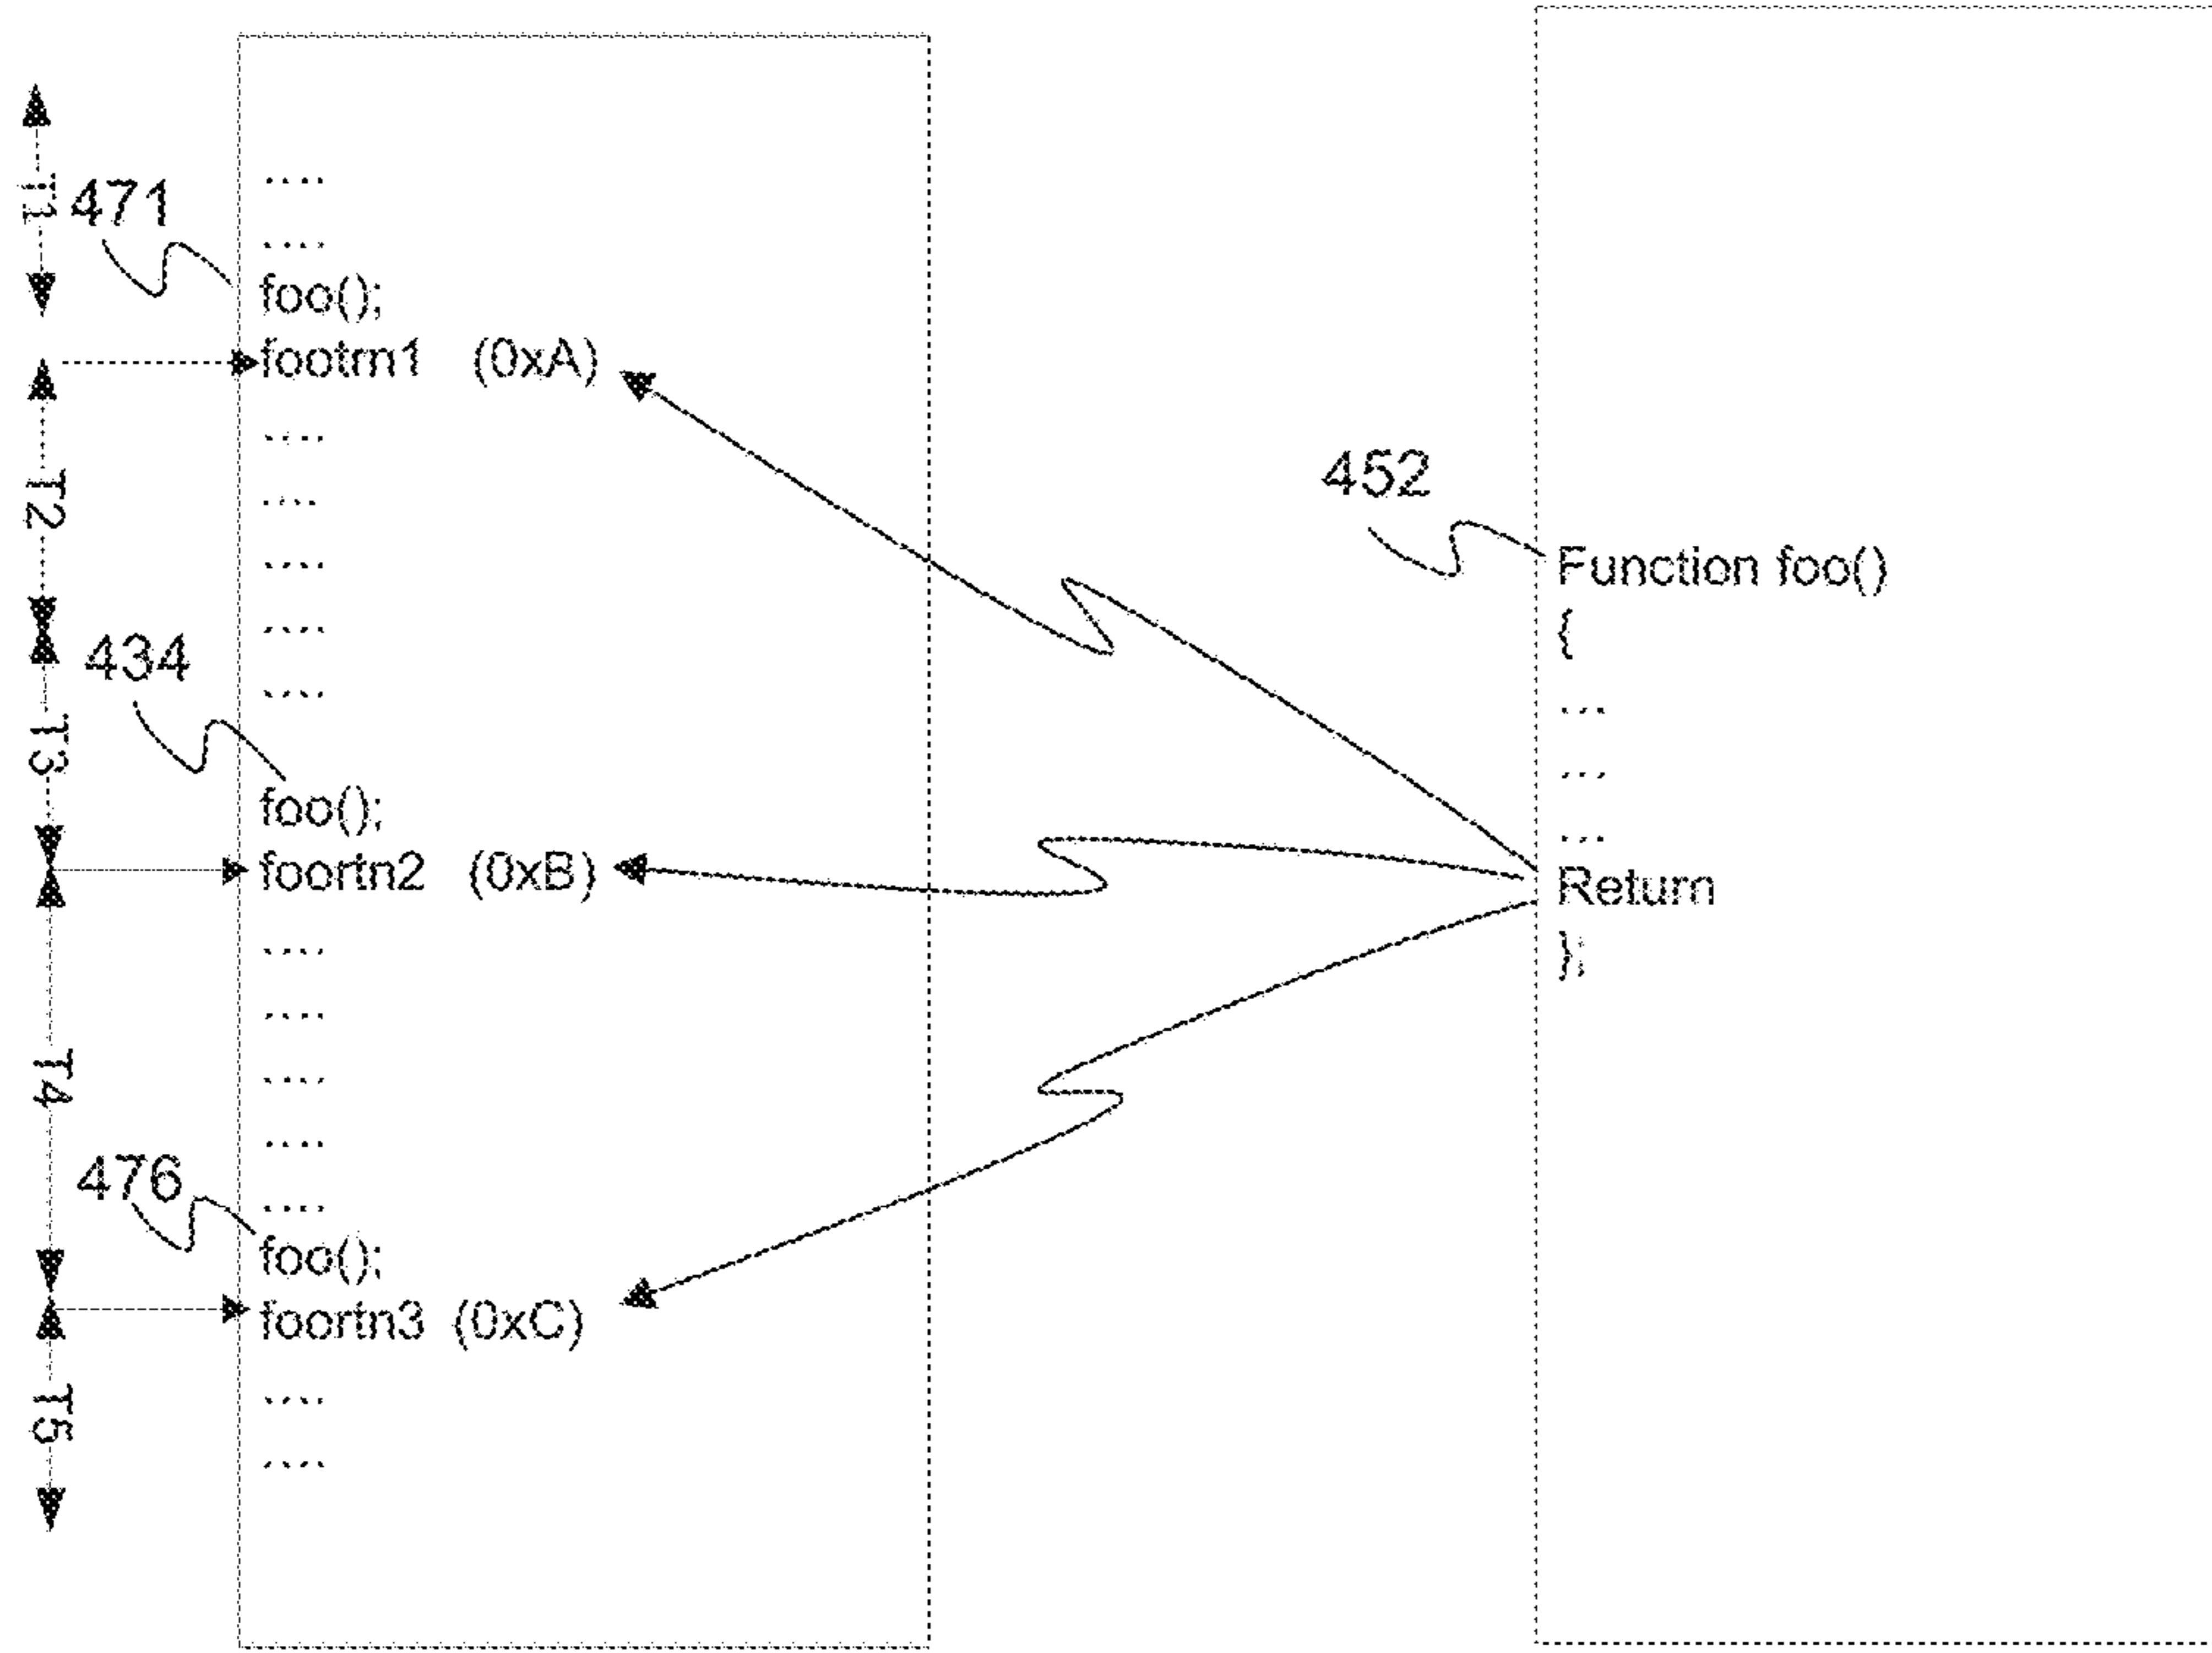 T1
471
....
....
foo();
footrn1 (0xA)
....
....
....
....
....
T2
434
T3
foo();
foortn2 (0xB)
....
....
....
....
....
T4
476
foo();
foortn3 (0xC)
....
....
T5
452
Function foo()
{
...
...
...
Return
};